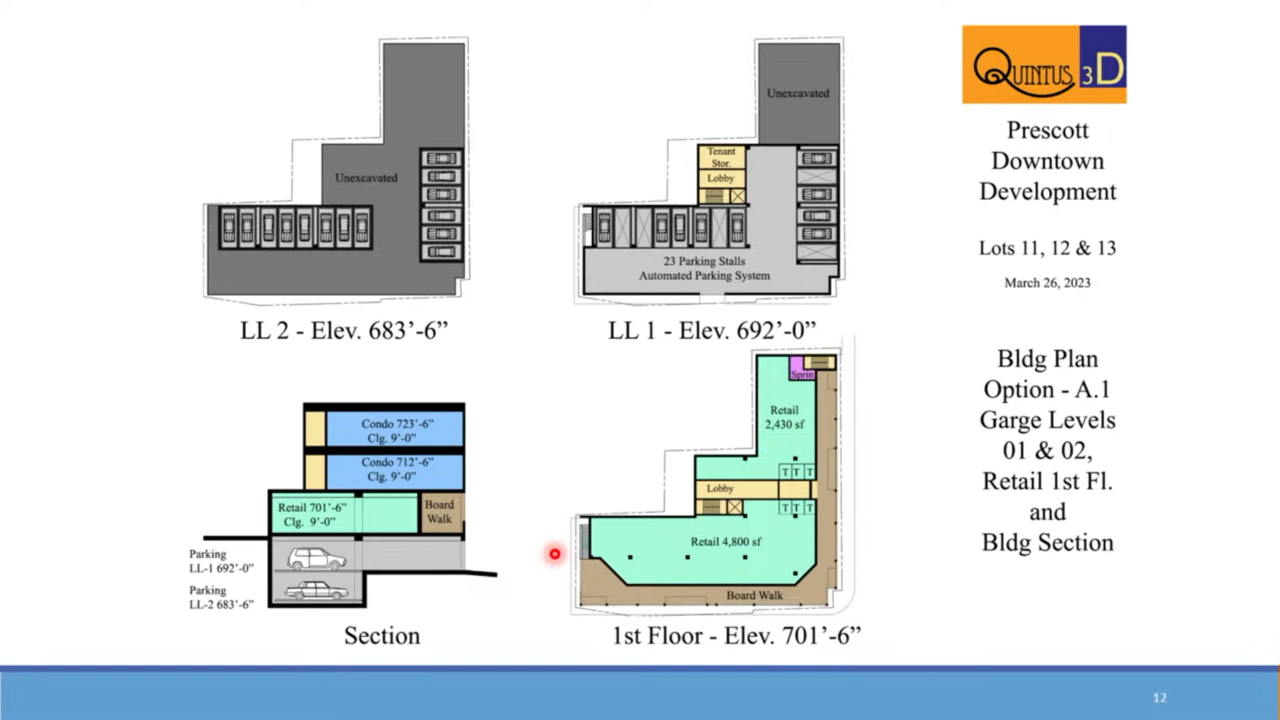 Unexcavated
LL 2 - Elev. 683’-6”
Unexcavated
Tenant
Stor.
Lobby
23 Parking Stalls
Automated Parking System
LL 1 - Elev. 692’-0”
QUINTUS 3D
Prescott
Downtown
Development
Lots 11, 12 & 13
March 26, 2023
Bldg Plan
Option - A.1
Garge Levels
01 & 02,
Retail 1st Fl.
and
Bldg Section
Condo 723’-6”
Clg. 9’-0”
Condo 712’-6”
Clg. 9’-0”
Retail 701’-6”
Clg. 9’-0”
Board
Walk
Parking
LL-1 692’-0”
Parking
LL-2 683’-6”
Section
Sprin
Retail
2,430 sf
T T T
Lobby
T T T
Retail 4,800 sf
Board Walk
1st Floor - Elev. 701’-6”
12